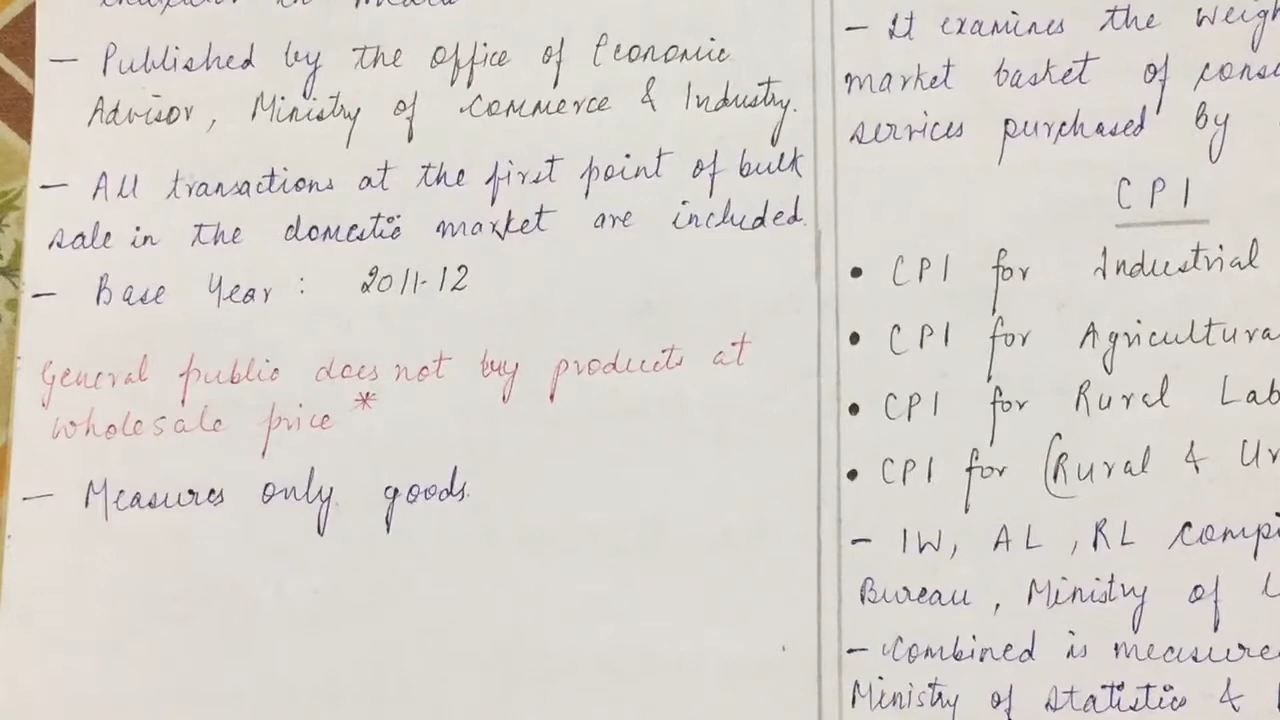 — Published by the office of Economic
Advisor, Ministry of Commerce & Industry.
— All transactions at the first point of bulk
sale in the domestic market are included.
— Base Year : 2011-12
General public does not buy products at
wholesale price *
— Measures only goods.
— It examines the
market basket of
services purchased by
CPI
• CPI for Industrial
• CPI for
• CPI for Rural
• CPI for (Rural &
— IW, AL, RL
Bureau, Ministry of
— Combined is
Ministry of Statistics &